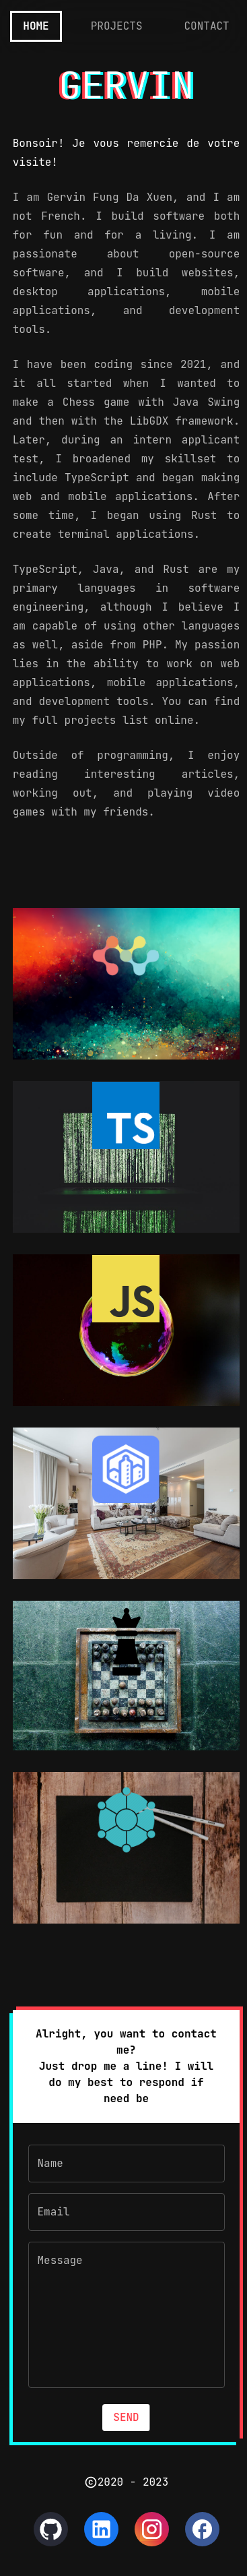 HOME PROJECTS CONTACT
GERVIN
Bonsoir! Je vous remercie de votre
visite!
I am Gervin Fung Da Xuen, and I am
not French. I build software both
for fun and for a living. I am
passionate about open-source
software, and I build websites,
desktop applications, mobile
applications, and development
tools.
I have been coding since 2021, and
it all started when I wanted to
make a Chess game with Java Swing
and then with the LibGDX framework.
Later, during an intern applicant
test, I broadened my skillset to
include TypeScript and began making
web and mobile applications. After
some time, I began using Rust to
create terminal applications.
TypeScript, Java, and Rust are my
primary languages in software
engineering, although I believe I
am capable of using other languages
as well, aside from PHP. My passion
lies in the ability to work on web
applications, mobile applications,
and development tools. You can find
my full projects list online.
Outside of programming, I enjoy
reading interesting articles,
working out, and playing video
games with my friends.
TS
JS
Alright, you want to contact
me?
Just drop me a line! I will
do my best to respond if
need be
Name
Email
Message
SEND
©2020 - 2023
in
f